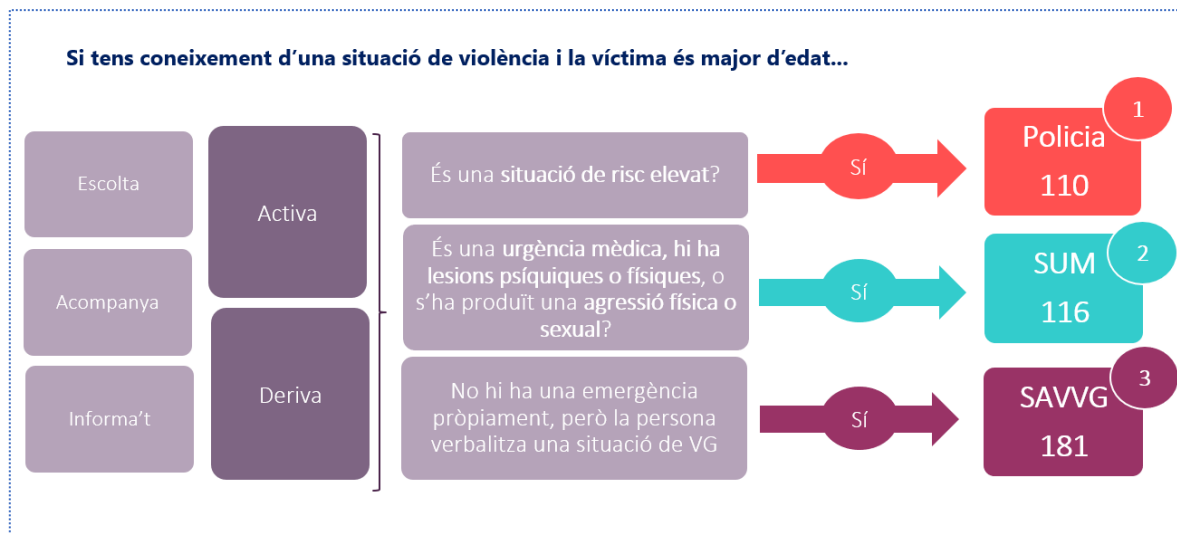 Si tens coneixement d'una situació de violència i la víctima és major d'edat...
Escolta
Acompanya
Informa't
Activa
Deriva
És una situació de risc elevat?
Sí
1
Policia
110
És una urgència mèdica, hi ha
lesions psíquiques o físiques, o
s'ha produït una agressió física o
sexual?
Sí
2
SUM
116
No hi ha una emergència
pròpiament, però la persona
verbalitza una situació de VG
Sí
3
SAVVG
181